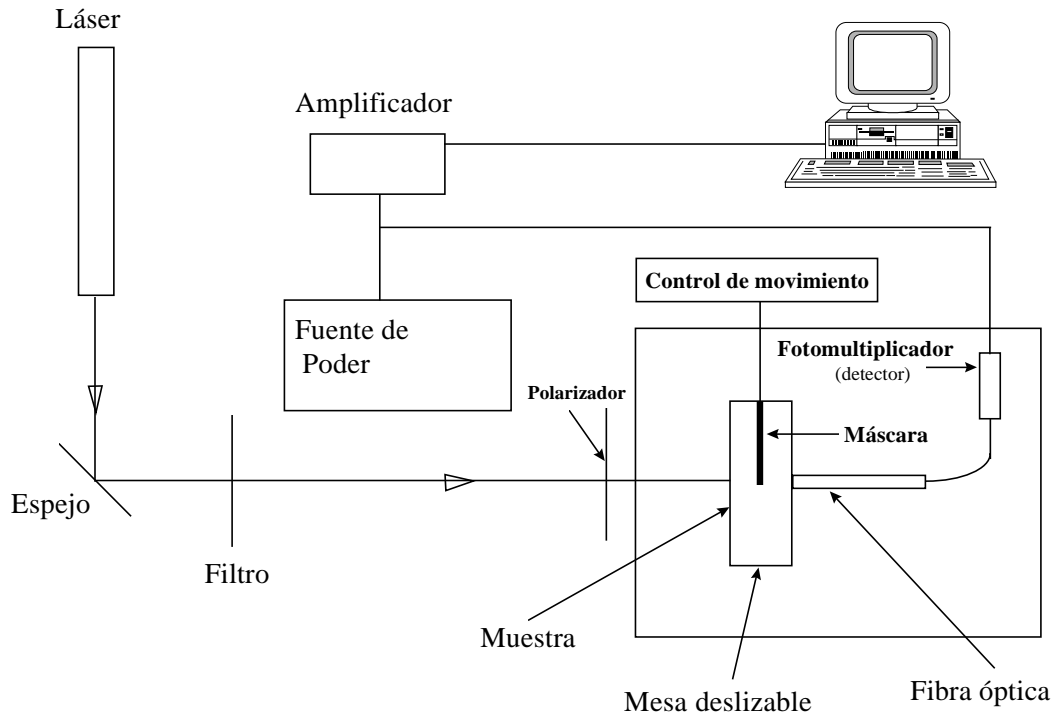 Láser
Amplificador
Control de movimiento
Fuente de
Poder
Fotomultiplicador
(detector)
Polarizador
Máscara
Espejo
Filtro
Muestra
Mesa deslizable
Fibra óptica